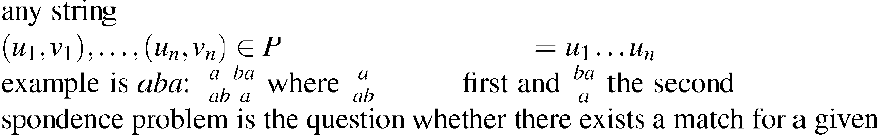 any string
(u₁,v₁),…,(uₙ,vₙ) ∈ P = u₁…uₙ
example is aba: a/ab ba/a where a/ab first and ba/a the second
spondence problem is the question whether there exists a match for a given